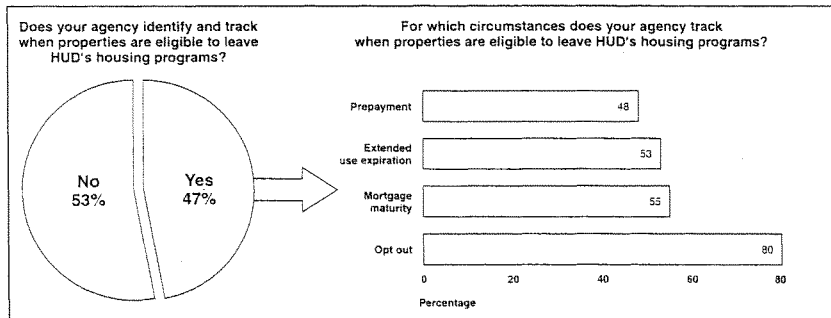 Does your agency identify and track
when properties are eligible to leave
HUD's housing programs?
No
53%
Yes
47%
For which circumstances does your agency track
when properties are eligible to leave HUD's housing programs?
Prepayment
48
Extended
use expiration
53
Mortgage
maturity
55
Opt out
80
0 20 40 60 80
Percentage